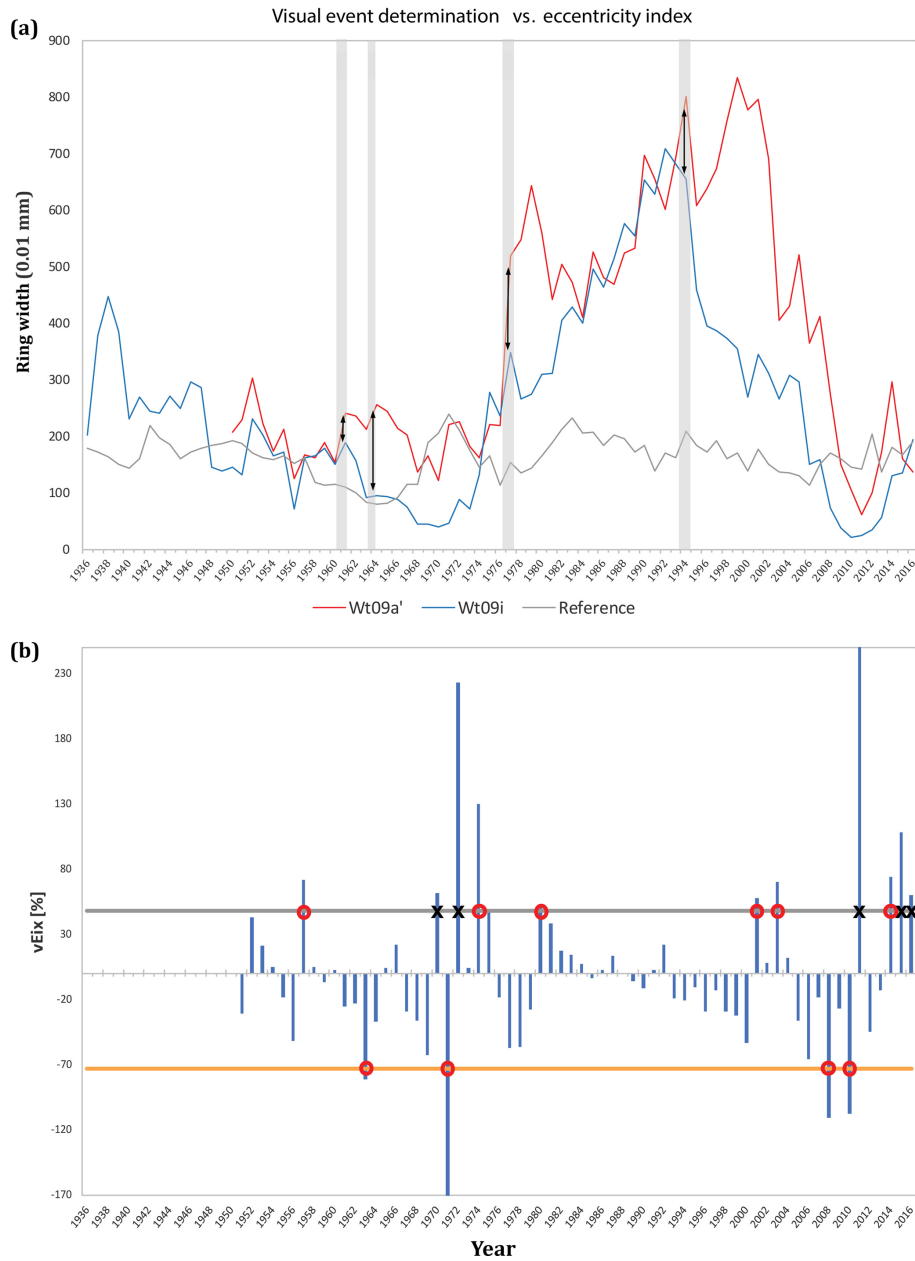 Visual event determination vs. eccentricity index
(a)
900
800
700
600
500
400
300
200
100
0
Ring width (0.01 mm)
1936 1938 1940 1942 1944 1946 1948 1950 1952 1954 1956 1958 1960 1962 1964 1966 1968 1970 1972 1974 1976 1978 1980 1982 1984 1986 1988 1990 1992 1994 1996 1998 2000 2002 2004 2006 2008 2010 2012 2014 2016
Wt09a' Wt09i Reference
(b)
230
180
130
80
30
-20
-70
-120
-170
vEix [%]
1936 1938 1940 1942 1944 1946 1948 1950 1952 1954 1956 1958 1960 1962 1964 1966 1968 1970 1972 1974 1976 1978 1980 1982 1984 1986 1988 1990 1992 1994 1996 1998 2000 2002 2004 2006 2008 2010 2012 2014 2016
Year